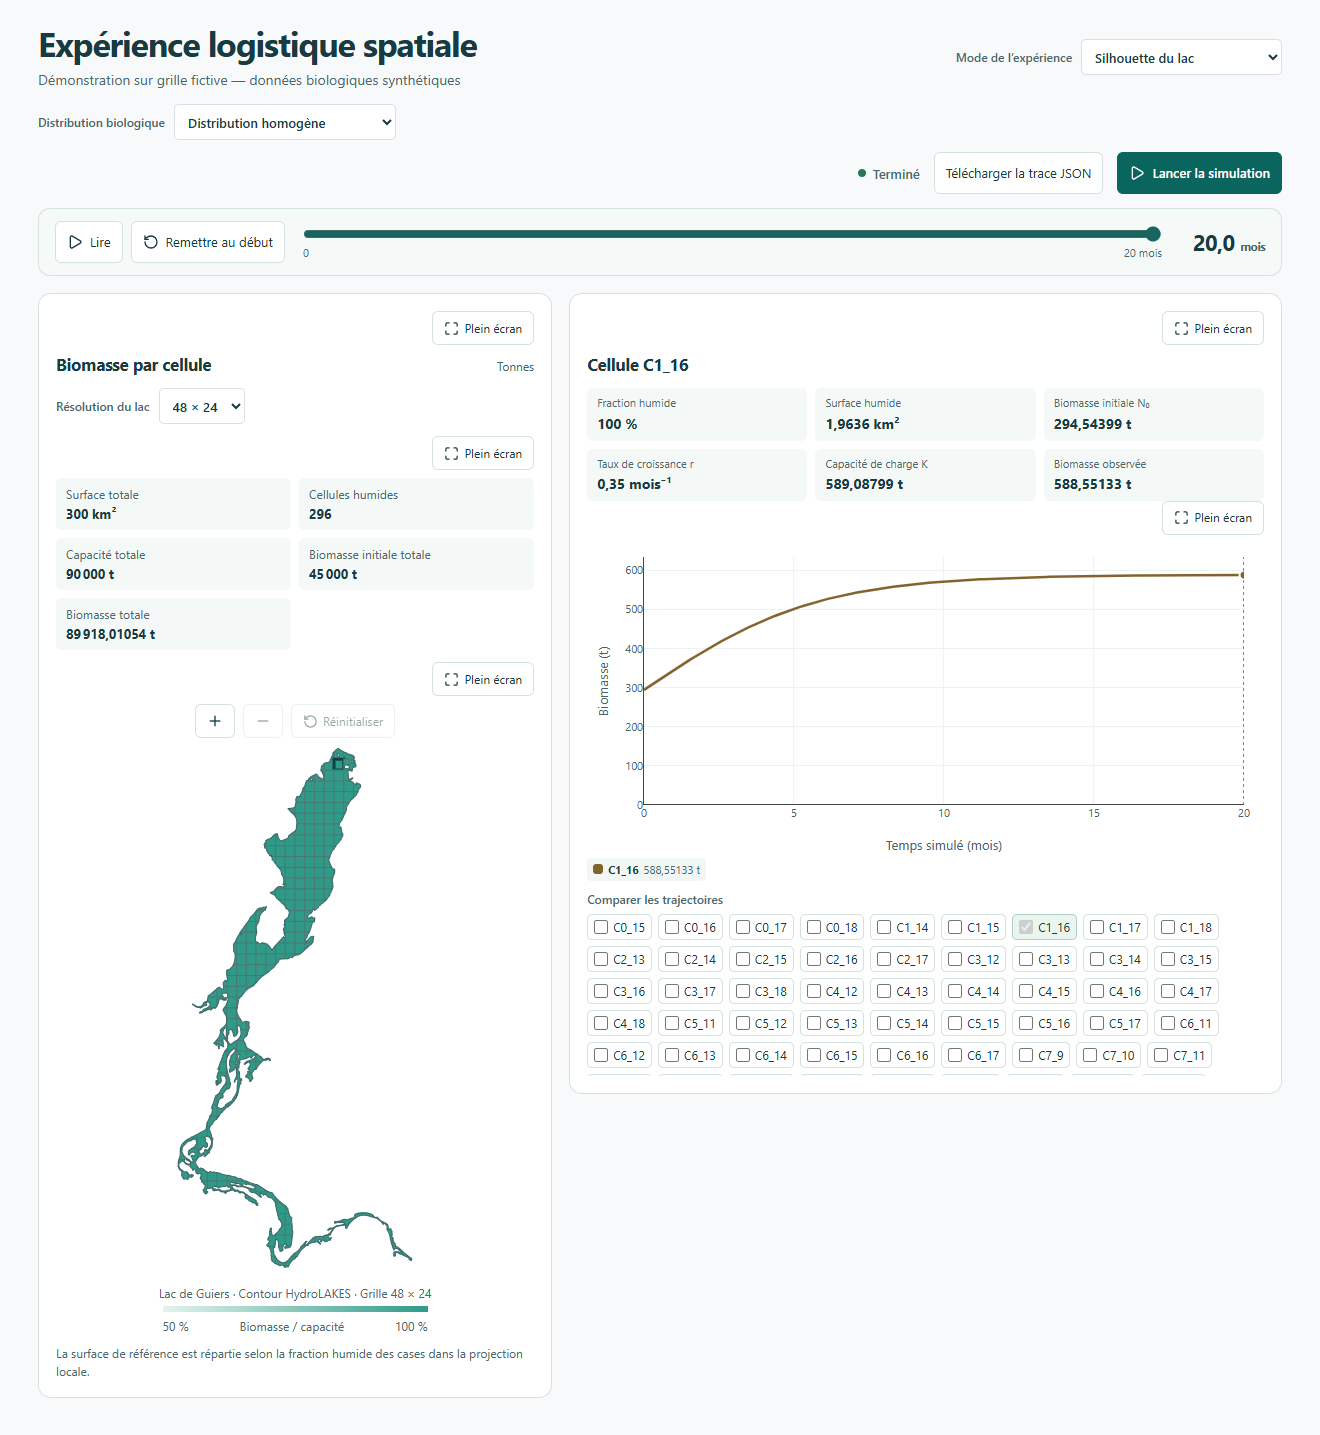 Expérience logistique spatiale
Démonstration sur grille fictive — données biologiques synthétiques
Mode de l'expérience
Silhouette du lac
Distribution biologique
Distribution homogène
Terminé
Télécharger la trace JSON
Lancer la simulation
Lire
Remettre au début
0
20 mois
20,0 mois
Plein écran
Biomasse par cellule
Tonnes
Résolution du lac
48 × 24
Plein écran
Surface totale
300 km²
Cellules humides
296
Capacité totale
90 000 t
Biomasse initiale totale
45 000 t
Biomasse totale
89 918,01054 t
Plein écran
+
−
Réinitialiser
Lac de Guiers · Contour HydroLAKES · Grille 48 × 24
50 %
Biomasse / capacité
100 %
La surface de référence est répartie selon la fraction humide des cases dans la projection
locale.
Plein écran
Cellule C1_16
Fraction humide
100 %
Surface humide
1,9636 km²
Biomasse initiale N₀
294,54399 t
Taux de croissance r
0,35 mois⁻¹
Capacité de charge K
589,08799 t
Biomasse observée
588,55133 t
Plein écran
Biomasse (t)
600
500
400
300
200
100
0
0 5 10 15 20
Temps simulé (mois)
C1_16 588,55133 t
Comparer les trajectoires
C0_15 C0_16 C0_17 C0_18 C1_14 C1_15 C1_16 C1_17 C1_18
C2_13 C2_14 C2_15 C2_16 C2_17 C3_12 C3_13 C3_14 C3_15
C3_16 C3_17 C3_18 C4_12 C4_13 C4_14 C4_15 C4_16 C4_17
C4_18 C5_11 C5_12 C5_13 C5_14 C5_15 C5_16 C5_17 C6_11
C6_12 C6_13 C6_14 C6_15 C6_16 C6_17 C7_9 C7_10 C7_11